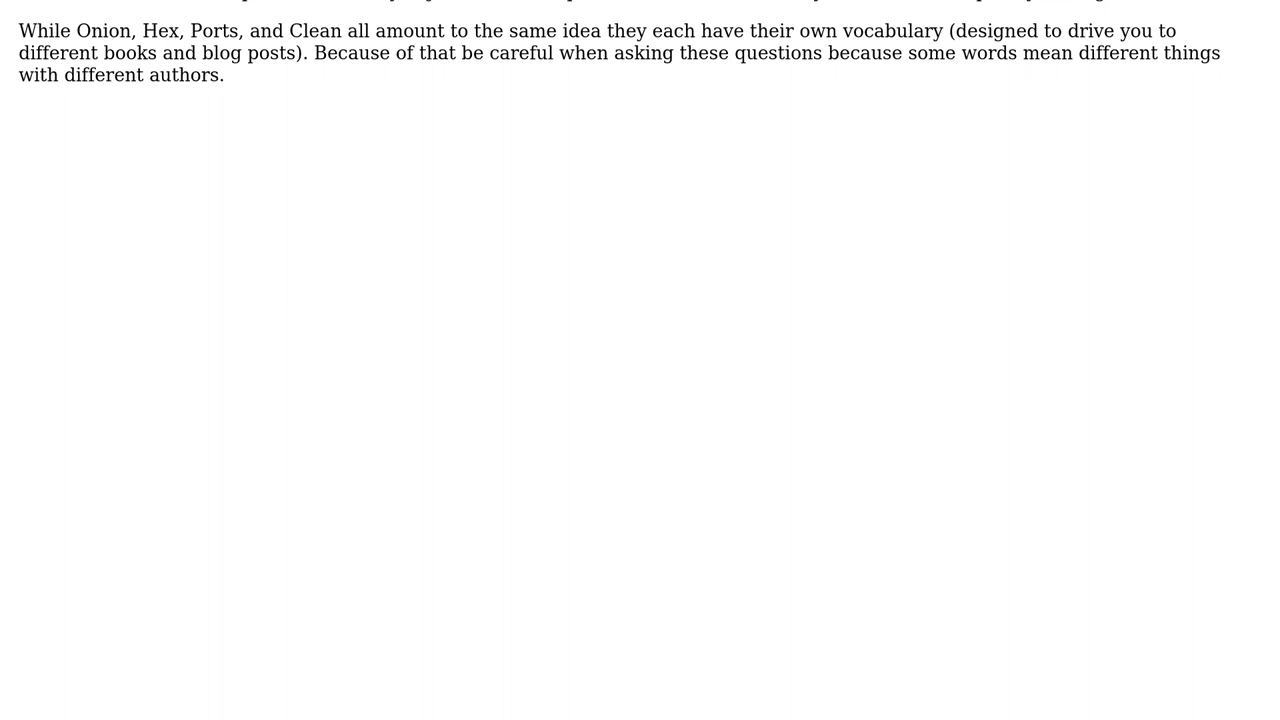 While Onion, Hex, Ports, and Clean all amount to the same idea they each have their own vocabulary (designed to drive you to
different books and blog posts). Because of that be careful when asking these questions because some words mean different things
with different authors.